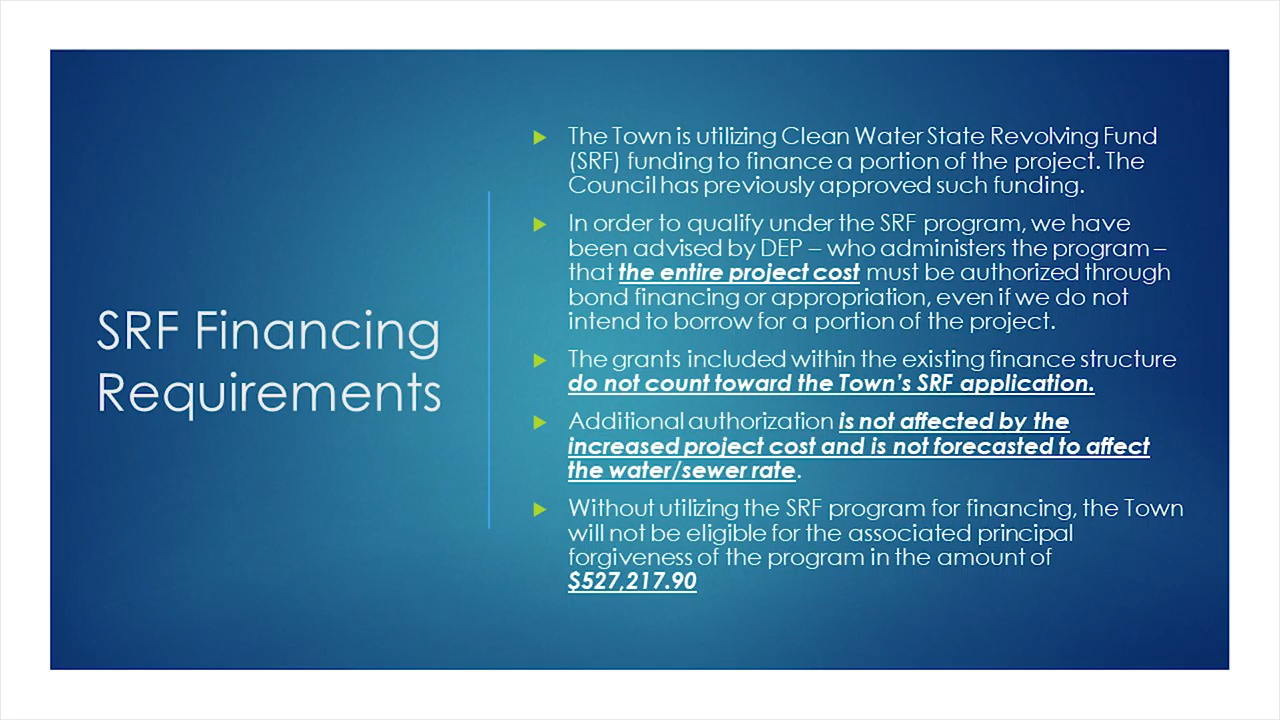 SRF Financing
Requirements
The Town is utilizing Clean Water State Revolving Fund
(SRF) funding to finance a portion of the project. The
Council has previously approved such funding.
In order to qualify under the SRF program, we have
been advised by DEP – who administers the program –
that the entire project cost must be authorized through
bond financing or appropriation, even if we do not
intend to borrow for a portion of the project.
The grants included within the existing finance structure
do not count toward the Town's SRF application.
Additional authorization is not affected by the
increased project cost and is not forecasted to affect
the water/sewer rate.
Without utilizing the SRF program for financing, the Town
will not be eligible for the associated principal
forgiveness of the program in the amount of
$527,217.90